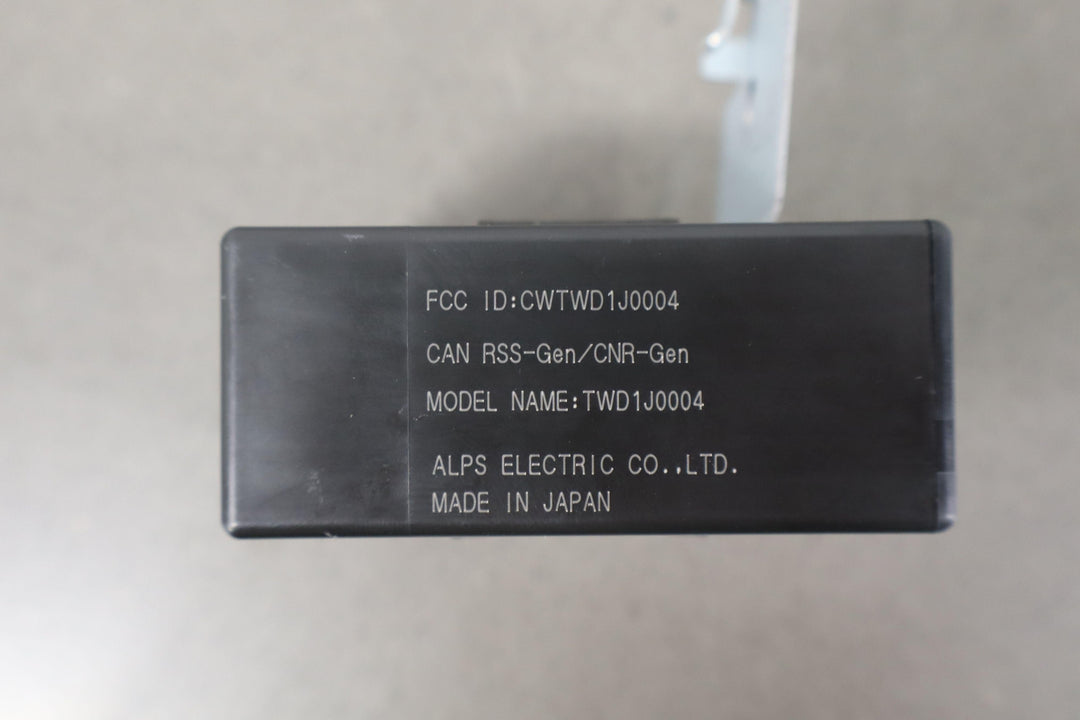 FCC ID:CWTWD1J0004
CAN RSS-Gen/CNR-Gen
MODEL NAME:TWD1J0004
ALPS ELECTRIC CO.,LTD.
MADE IN JAPAN